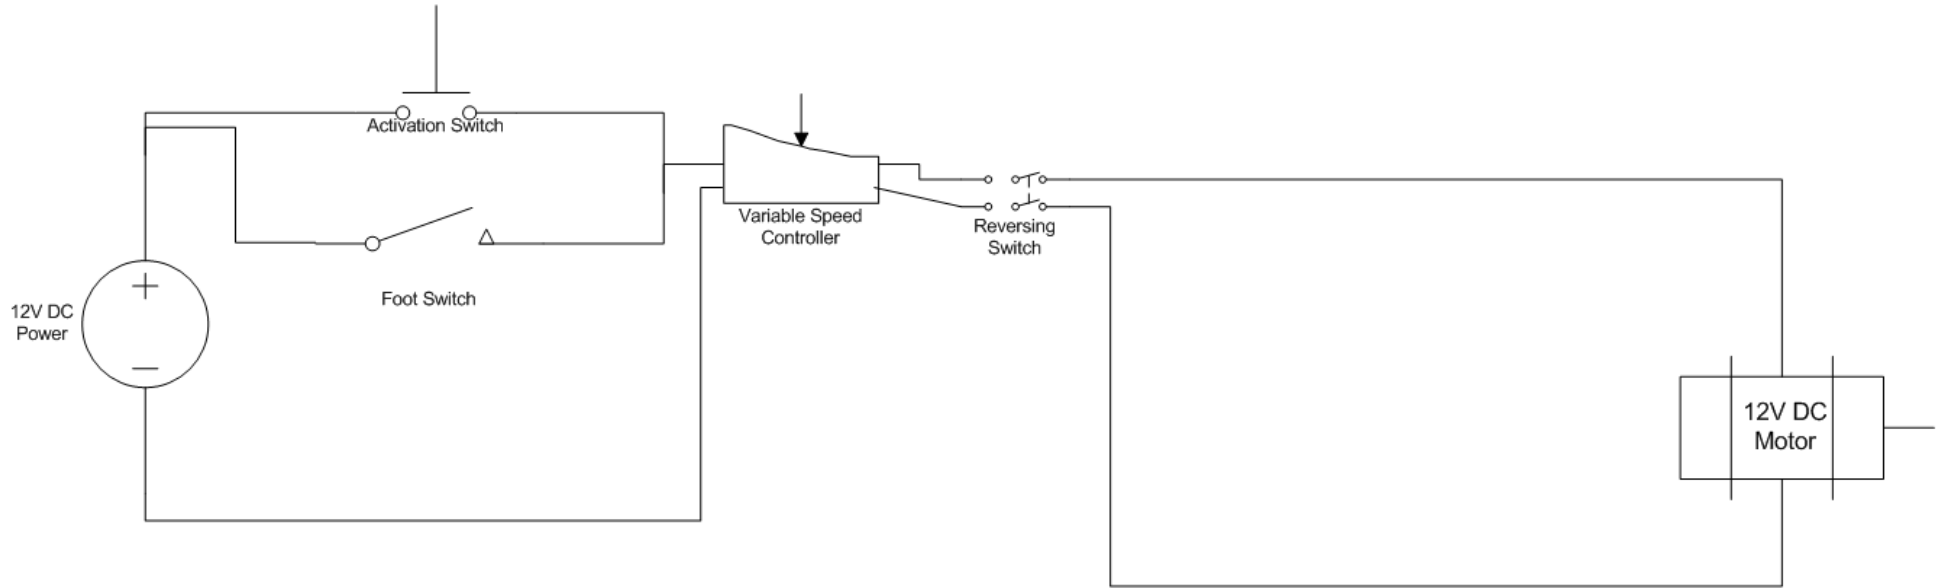 Activation Switch
Variable Speed
Controller
Reversing
Switch
Foot Switch
12V DC
Power
+
—
12V DC
Motor